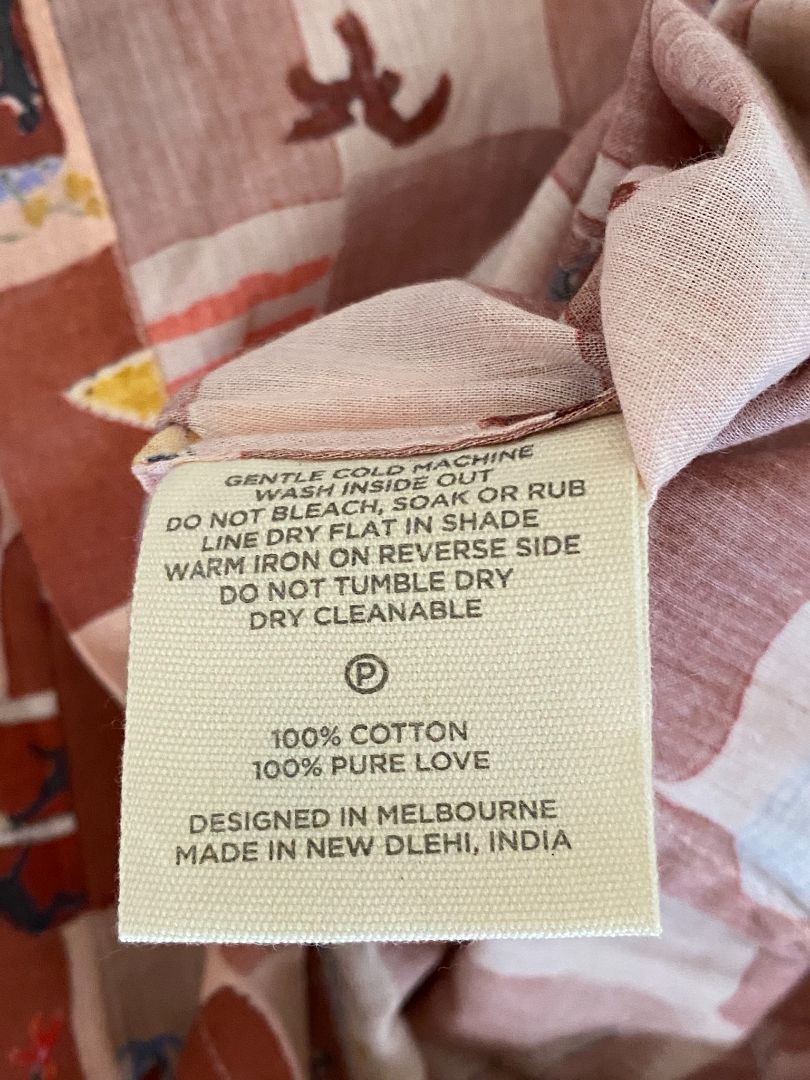 GENTLE COLD MACHINE
WASH INSIDE OUT
DO NOT BLEACH, SOAK OR RUB
LINE DRY FLAT IN SHADE
WARM IRON ON REVERSE SIDE
DO NOT TUMBLE DRY
DRY CLEANABLE
P
100% COTTON
100% PURE LOVE
DESIGNED IN MELBOURNE
MADE IN NEW DLEHI, INDIA